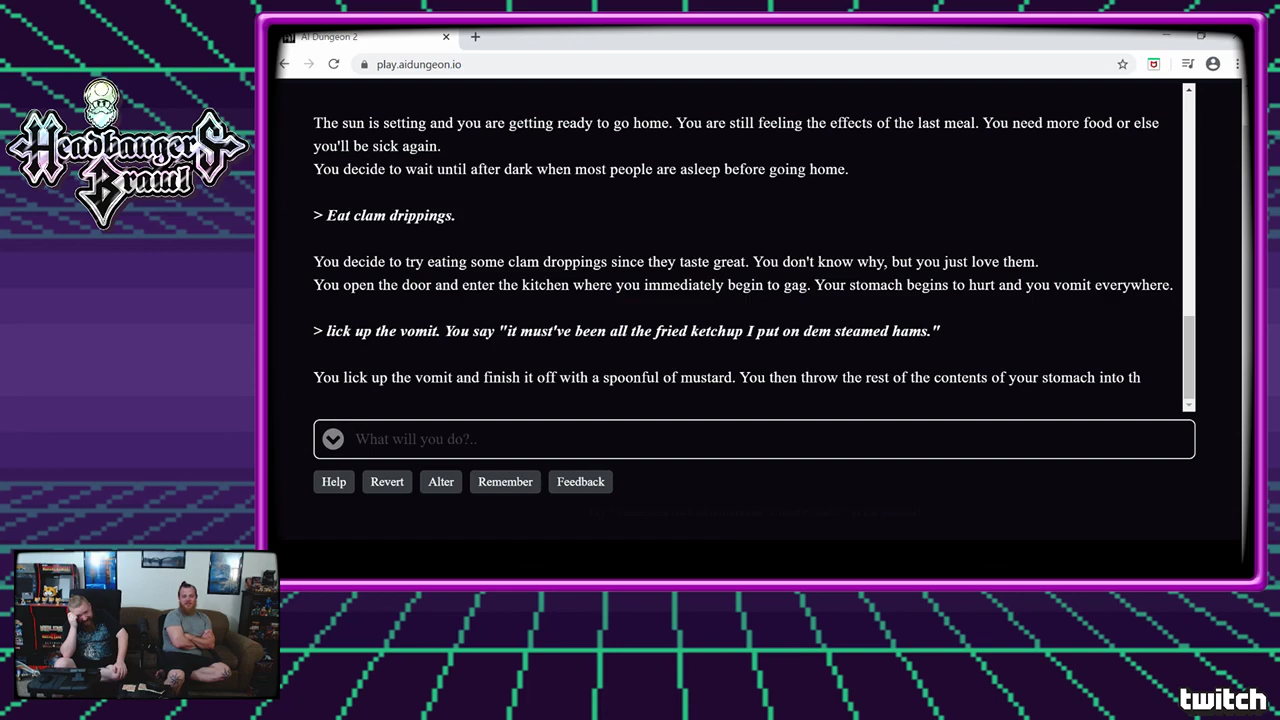 Headbangers
Brawl
AI Dungeon 2
play.aidungeon.io
The sun is setting and you are getting ready to go home. You are still feeling the effects of the last meal. You need more food or else
you'll be sick again.
You decide to wait until after dark when most people are asleep before going home.
> Eat clam drippings.
You decide to try eating some clam droppings since they taste great. You don't know why, but you just love them.
You open the door and enter the kitchen where you immediately begin to gag. Your stomach begins to hurt and you vomit everywhere.
> lick up the vomit. You say "it must've been all the fried ketchup I put on dem steamed hams."
You lick up the vomit and finish it off with a spoonful of mustard. You then throw the rest of the contents of your stomach into th
What will you do?..
Help Revert Alter Remember Feedback
twitch